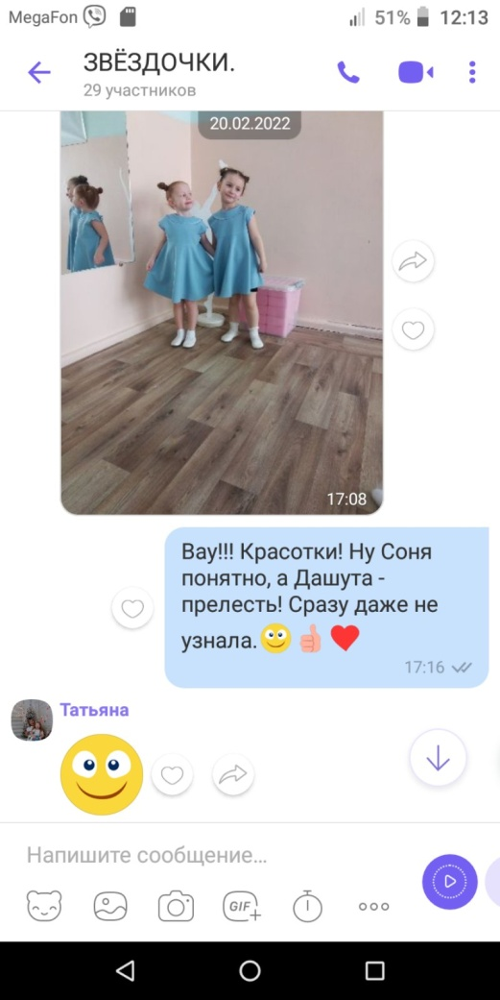 MegaFon 51% 12:13
ЗВЁЗДОЧКИ.
29 участников
20.02.2022
17:08
Вау!!! Красотки! Ну Соня
понятно, а Дашута -
прелесть! Сразу даже не
узнала.
17:16
Татьяна
Напишите сообщение...
GIF